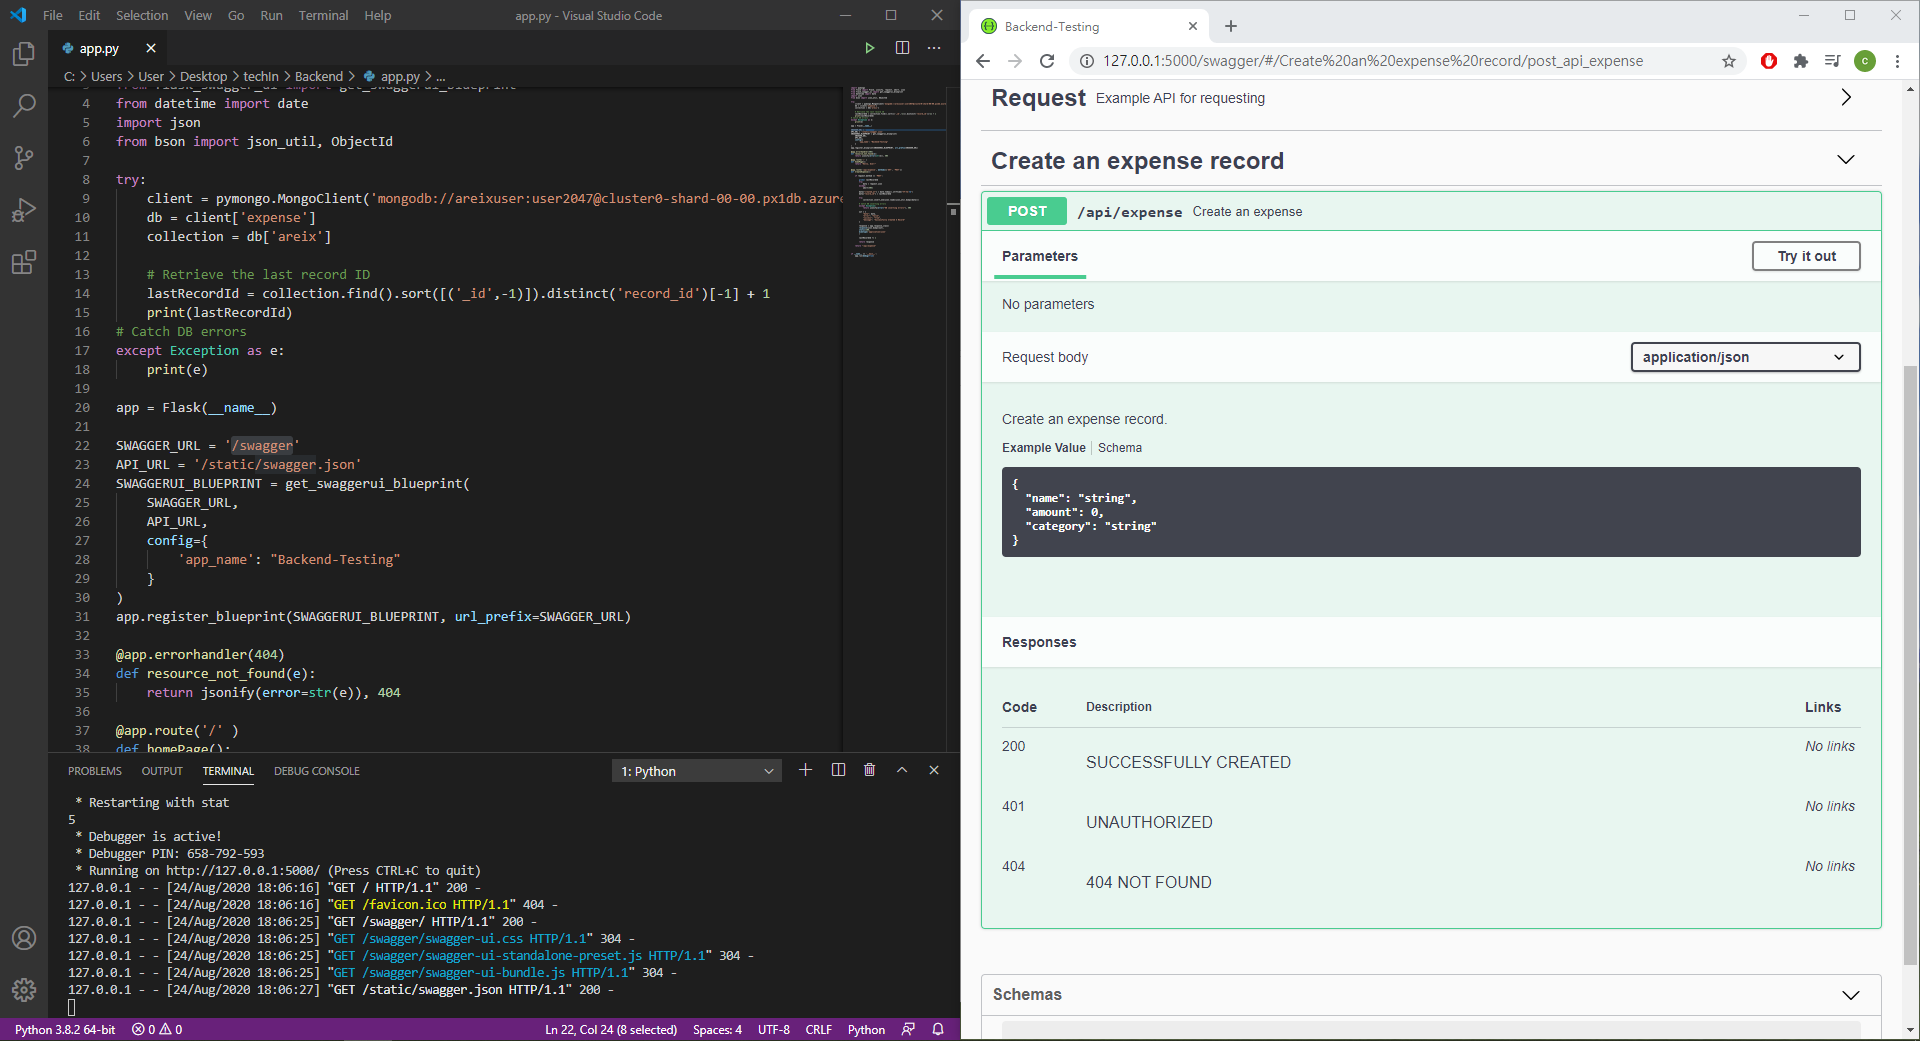 File Edit Selection View Go Run Terminal Help
app.py - Visual Studio Code
app.py
C: > Users > User > Desktop > techIn > Backend > app.py > ...
from flask_swagger_ui import get_swaggerui_blueprint
4 from datetime import date
5 import json
6 from bson import json_util, ObjectId
7
8 try:
9 client = pymongo.MongoClient('mongodb://areixuser:user2047@cluster0-shard-00-00.px1db.azure
10 db = client['expense']
11 collection = db['areix']
12
13 # Retrieve the last record ID
14 lastRecordId = collection.find().sort([('_id',-1)]).distinct('record_id')[-1] + 1
15 print(lastRecordId)
16 # Catch DB errors
17 except Exception as e:
18 print(e)
19
20 app = Flask(__name__)
21
22 SWAGGER_URL = '/swagger'
23 API_URL = '/static/swagger.json'
24 SWAGGERUI_BLUEPRINT = get_swaggerui_blueprint(
25 SWAGGER_URL,
26 API_URL,
27 config={
28 'app_name': "Backend-Testing"
29 }
30 )
31 app.register_blueprint(SWAGGERUI_BLUEPRINT, url_prefix=SWAGGER_URL)
32
33 @app.errorhandler(404)
34 def resource_not_found(e):
35 return jsonify(error=str(e)), 404
36
37 @app.route('/' )
38 def homePage():
PROBLEMS OUTPUT TERMINAL DEBUG CONSOLE
1: Python
* Restarting with stat
5
* Debugger is active!
* Debugger PIN: 658-792-593
* Running on http://127.0.0.1:5000/ (Press CTRL+C to quit)
127.0.0.1 - - [24/Aug/2020 18:06:16] "GET / HTTP/1.1" 200 -
127.0.0.1 - - [24/Aug/2020 18:06:16] "GET /favicon.ico HTTP/1.1" 404 -
127.0.0.1 - - [24/Aug/2020 18:06:25] "GET /swagger/ HTTP/1.1" 200 -
127.0.0.1 - - [24/Aug/2020 18:06:25] "GET /swagger/swagger-ui.css HTTP/1.1" 304 -
127.0.0.1 - - [24/Aug/2020 18:06:25] "GET /swagger/swagger-ui-standalone-preset.js HTTP/1.1" 304 -
127.0.0.1 - - [24/Aug/2020 18:06:25] "GET /swagger/swagger-ui-bundle.js HTTP/1.1" 304 -
127.0.0.1 - - [24/Aug/2020 18:06:27] "GET /static/swagger.json HTTP/1.1" 200 -
Python 3.8.2 64-bit 0 0
Ln 22, Col 24 (8 selected) Spaces: 4 UTF-8 CRLF Python
Backend-Testing
127.0.0.1:5000/swagger/#/Create%20an%20expense%20record/post_api_expense
c
Request Example API for requesting
Create an expense record
POST /api/expense Create an expense
Parameters
Try it out
No parameters
Request body
application/json
Create an expense record.
Example Value | Schema
{
"name": "string",
"amount": 0,
"category": "string"
}
Responses
Code Description Links
200 No links
SUCCESSFULLY CREATED
401 No links
UNAUTHORIZED
404 No links
404 NOT FOUND
Schemas